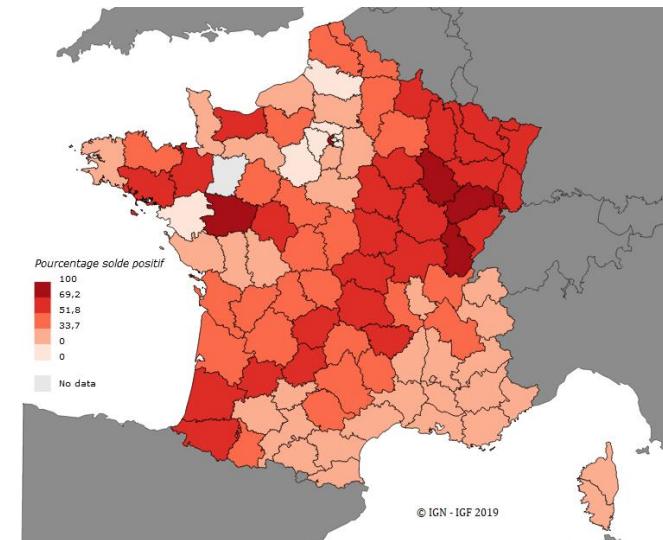 Pourcentage solde positif
100
69,2
51,8
33,7
0
0
No data
© IGN - IGF 2019